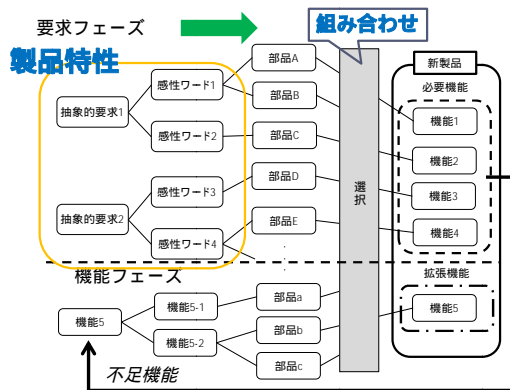 要求フェーズ
組み合わせ
製品特性
抽象的要求1
抽象的要求2
感性ワード1
感性ワード2
感性ワード3
感性ワード4
部品A
部品B
部品C
部品D
部品E
選択
新製品
必要機能
機能1
機能2
機能3
機能4
拡張機能
機能5
機能フェーズ
機能5
機能5-1
機能5-2
部品a
部品b
部品c
不足機能